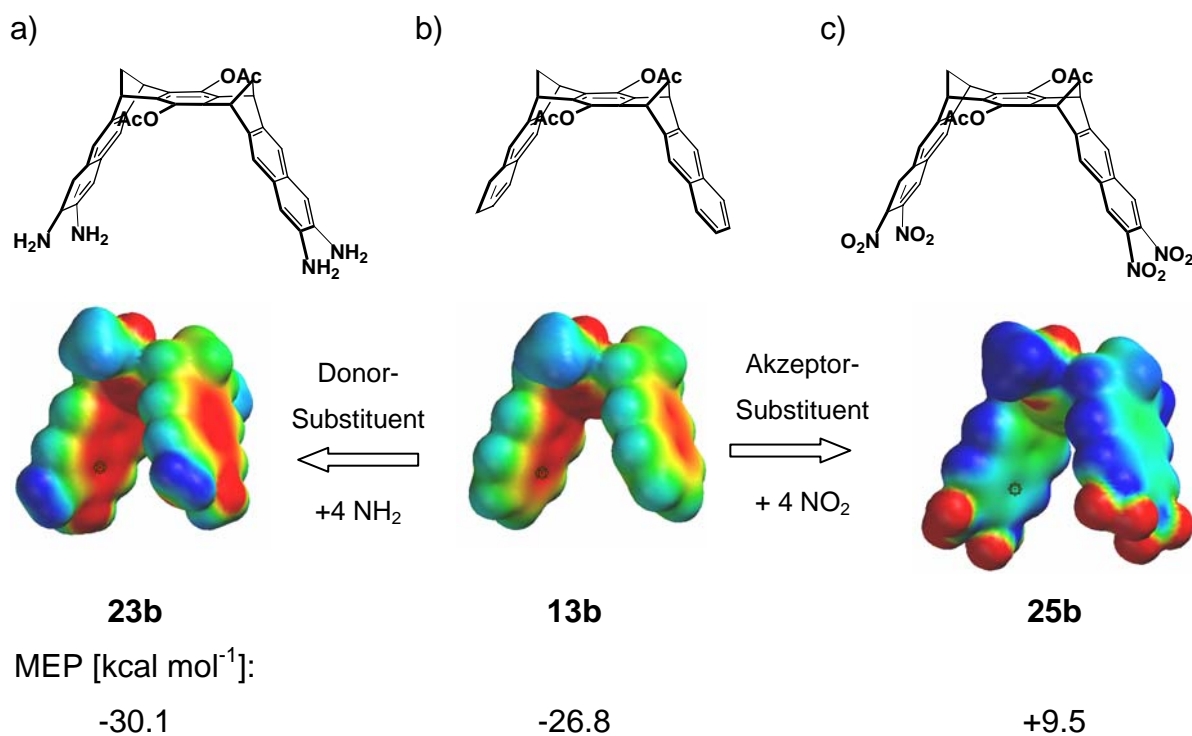 a) b) c)
OAc OAc OAc
AcO AcO AcO
H₂N NH₂ NH₂ NH₂ O₂N NO₂ NO₂ NO₂
Donor-
Substituent
+4 NH₂
Akzeptor-
Substituent
+ 4 NO₂
23b 13b 25b
MEP [kcal mol⁻¹]:
-30.1 -26.8 +9.5